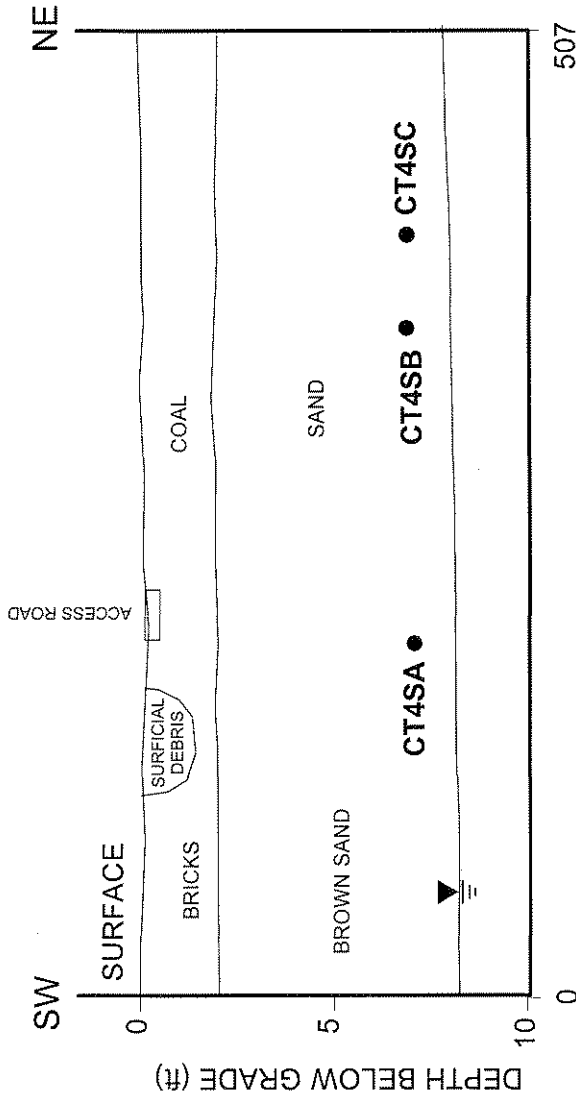 SW
NE
SURFACE
ACCESS ROAD
SURFICIAL
DEBRIS
BRICKS
COAL
BROWN SAND
SAND
CT4SA
CT4SB
CT4SC
DEPTH BELOW GRADE (ft)
0
5
10
0
507